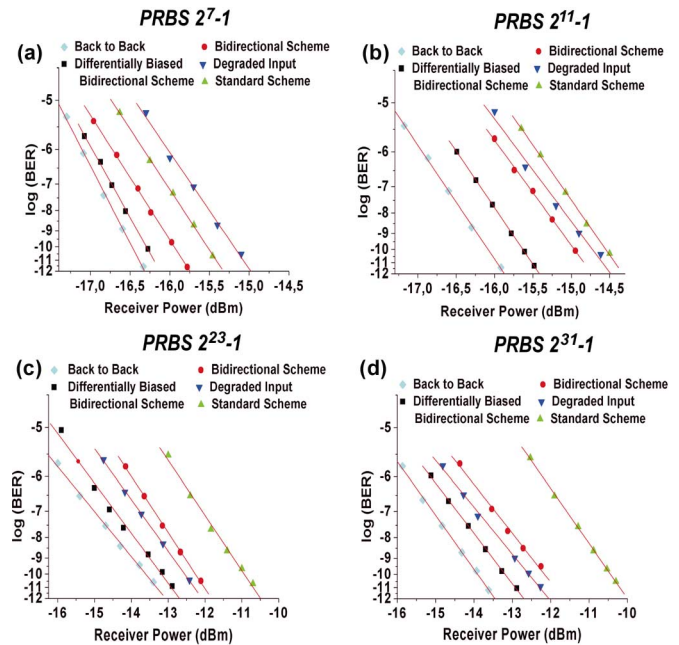 PRBS 2⁷-1
(a)
Back to Back
Bidirectional Scheme
Differentially Biased
Degraded Input
Bidirectional Scheme
Standard Scheme
-5
-6
-7
-8
-9
-10
-11
-12
log (BER)
-17,0 -16,5 -16,0 -15,5 -15,0 -14,5
Receiver Power (dBm)
PRBS 2¹¹-1
(b)
Back to Back
Bidirectional Scheme
Differentially Biased
Degraded Input
Bidirectional Scheme
Standard Scheme
-5
-6
-7
-8
-9
-10
-11
-12
log (BER)
-17,0 -16,5 -16,0 -15,5 -15,0 -14,5
Receiver Power (dBm)
PRBS 2²³-1
(c)
Back to Back
Bidirectional Scheme
Differentially Biased
Degraded Input
Bidirectional Scheme
Standard Scheme
-5
-6
-7
-8
-9
-10
-11
-12
log (BER)
-16 -15 -14 -13 -12 -11 -10
Receiver Power (dBm)
PRBS 2³¹-1
(d)
Back to Back
Bidirectional Scheme
Differentially Biased
Degraded Input
Bidirectional Scheme
Standard Scheme
-5
-6
-7
-8
-9
-10
-11
-12
log (BER)
-16 -15 -14 -13 -12 -11 -10
Receiver Power (dBm)